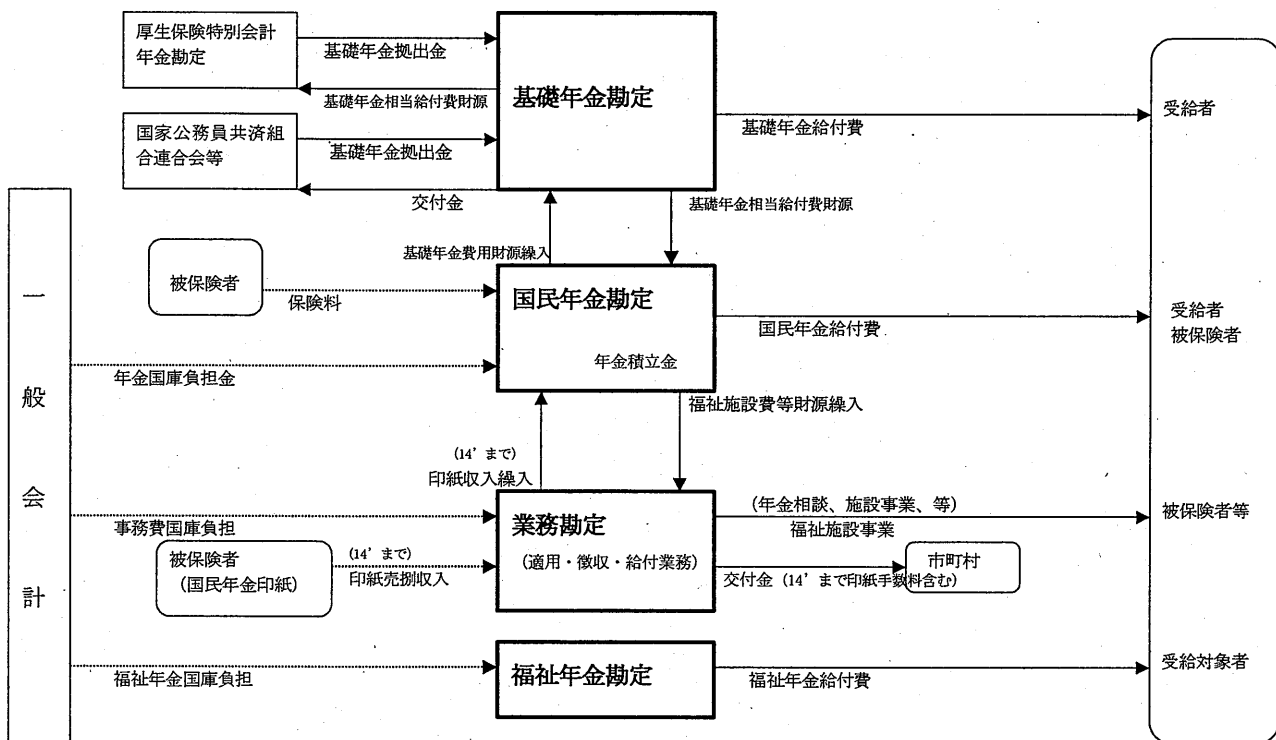 厚生保険特別会計
年金勘定
基礎年金拠出金
基礎年金相当給付費財源
国家公務員共済組
合連合会等
基礎年金拠出金
交付金
基礎年金勘定
基礎年金給付費
受給者
基礎年金費用財源繰入
基礎年金相当給付費財源
一般会計
被保険者
保険料
国民年金勘定
年金積立金
国民年金給付費
受給者
被保険者
年金国庫負担金
福祉施設費等財源繰入
(14’まで)
印紙収入繰入
事務費国庫負担
業務勘定
(適用・徴収・給付業務)
(年金相談、施設事業、等)
福祉施設事業
被保険者等
被保険者
(国民年金印紙)
(14’まで)
印紙売捌収入
市町村
交付金(14’まで印紙手数料含む)
福祉年金国庫負担
福祉年金勘定
福祉年金給付費
受給対象者